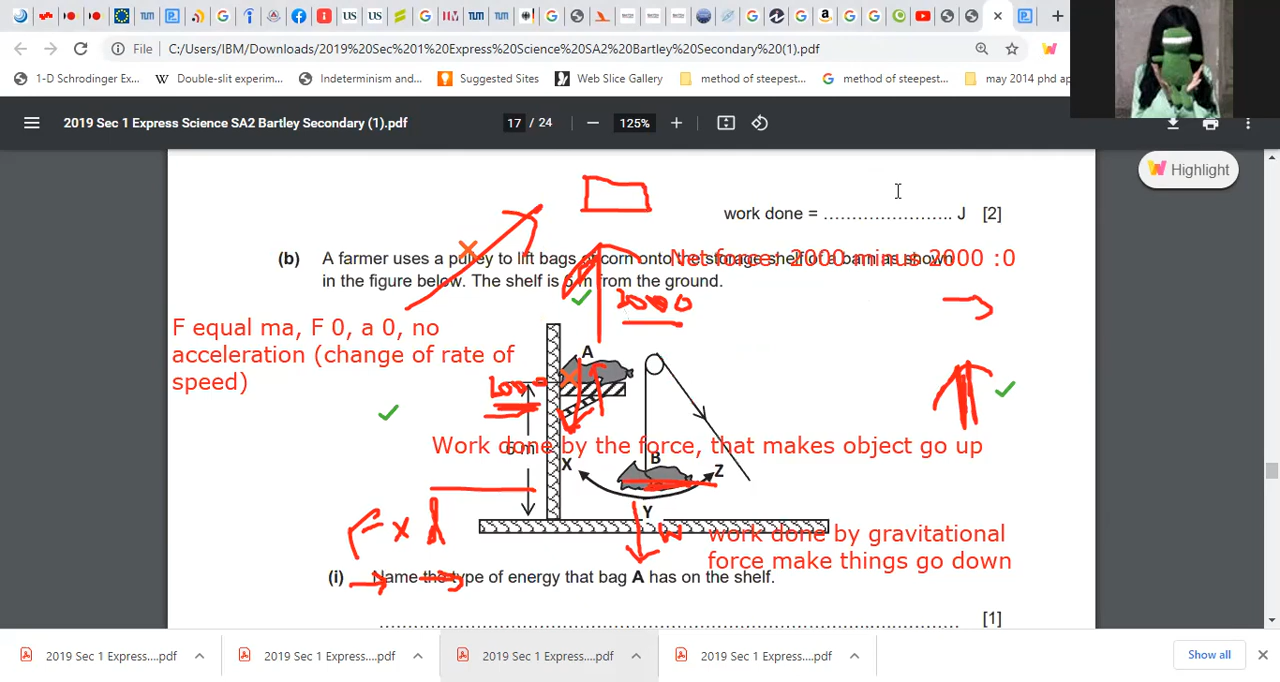 US
US
TUM
TUM
File
C:/Users/IBM/Downloads/2019%20Sec%201%20Express%20Science%20SA2%20Bartley%20Secondary%20(1).pdf
1-D Schrodinger Ex...
Double-slit experim...
Indeterminism and...
Suggested Sites
Web Slice Gallery
method of steepest...
method of steepest...
may 2014 phd ap
2019 Sec 1 Express Science SA2 Bartley Secondary (1).pdf
17 / 24
125%
Highlight
work done = ........................ J [2]
(b) A farmer uses a pulley to lift bags of corn onto the storage shelf of a barn as shown
in the figure below. The shelf is 6 m from the ground.
Net force: 2000 minus 2000 :0
2000
F equal ma, F 0, a 0, no
acceleration (change of rate of
speed)
A
2000
Work done by the force, that makes object go up
6 m
X
B
Z
Y
F x d
W
work done by gravitational
force make things go down
(i) Name the type of energy that bag A has on the shelf.
[1]
2019 Sec 1 Express....pdf
2019 Sec 1 Express....pdf
2019 Sec 1 Express....pdf
2019 Sec 1 Express....pdf
Show all